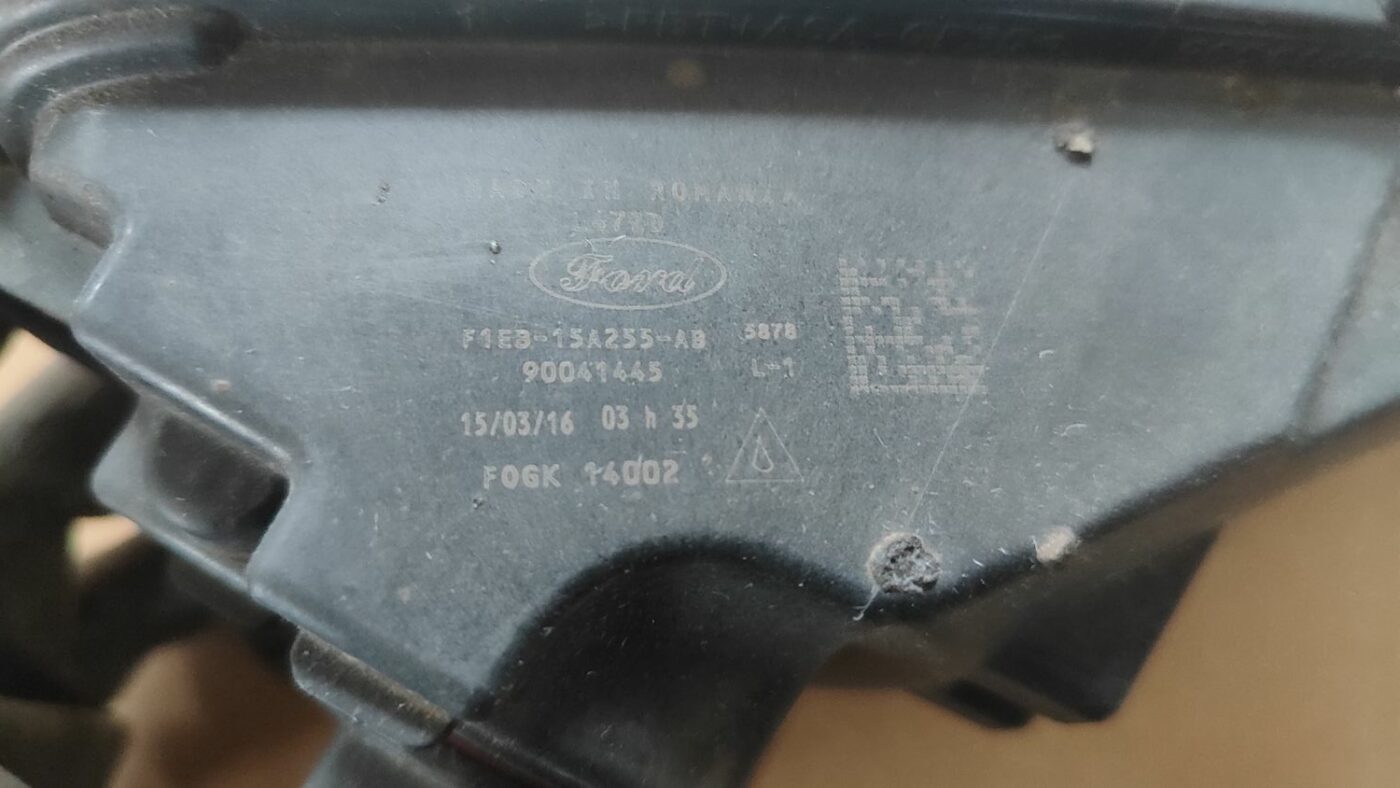 MADE IN ROMANIA
Ford
F1EB-15A255-AB 5878
90041445 L-1
15/03/16 03 h 35
F0GK 14002